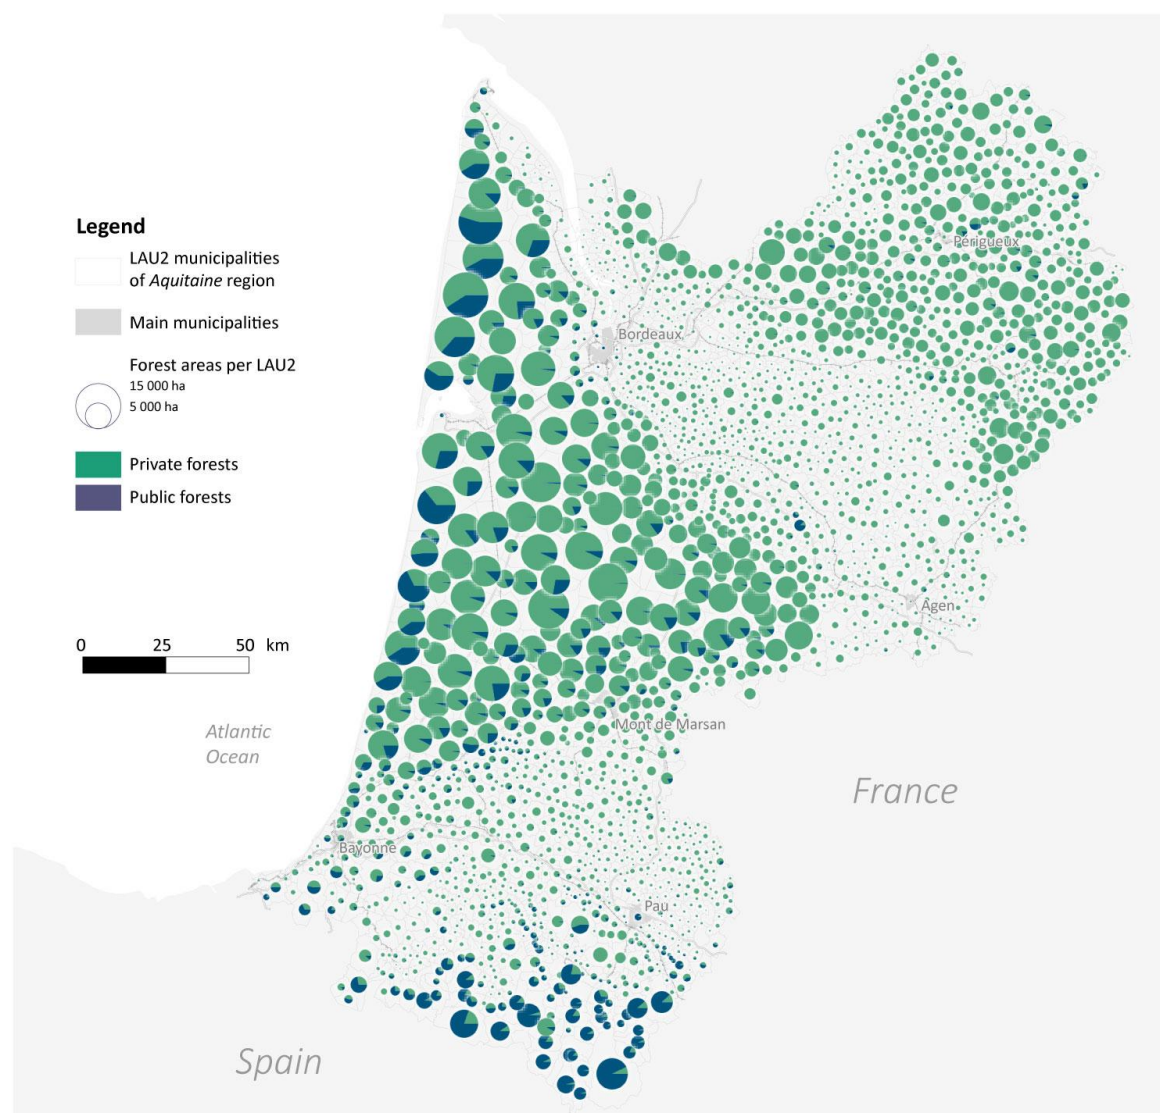 Legend
LAU2 municipalities
of Aquitaine region
Main municipalities
Forest areas per LAU2
15 000 ha
5 000 ha
Private forests
Public forests
0 25 50 km
Atlantic
Ocean
Périgueux
Bordeaux
Agen
Mont de Marsan
France
Bayonne
Pau
Spain